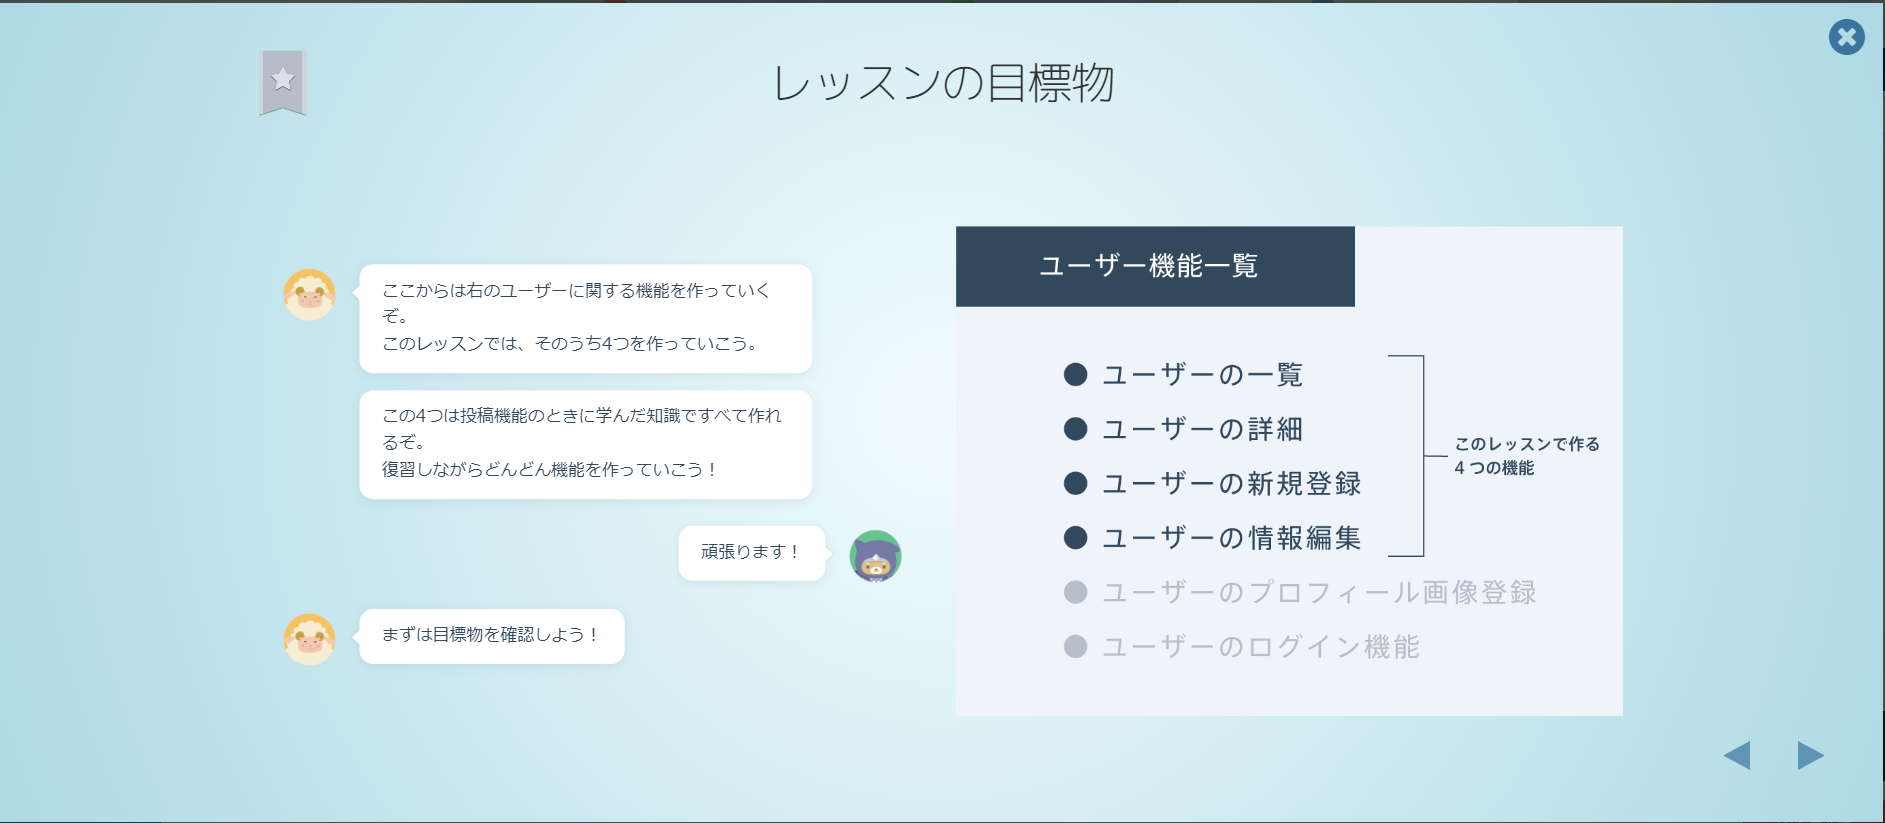 レッスンの目標物
ここからは右のユーザーに関する機能を作っていく
ぞ。
このレッスンでは、そのうち4つを作っていこう。
この4つは投稿機能のときに学んだ知識ですべて作れ
るぞ。
復習しながらどんどん機能を作っていこう！
頑張ります！
まずは目標物を確認しよう！
ユーザー機能一覧
ユーザーの一覧
ユーザーの詳細
ユーザーの新規登録
ユーザーの情報編集
ユーザーのプロフィール画像登録
ユーザーのログイン機能
このレッスンで作る
4つの機能